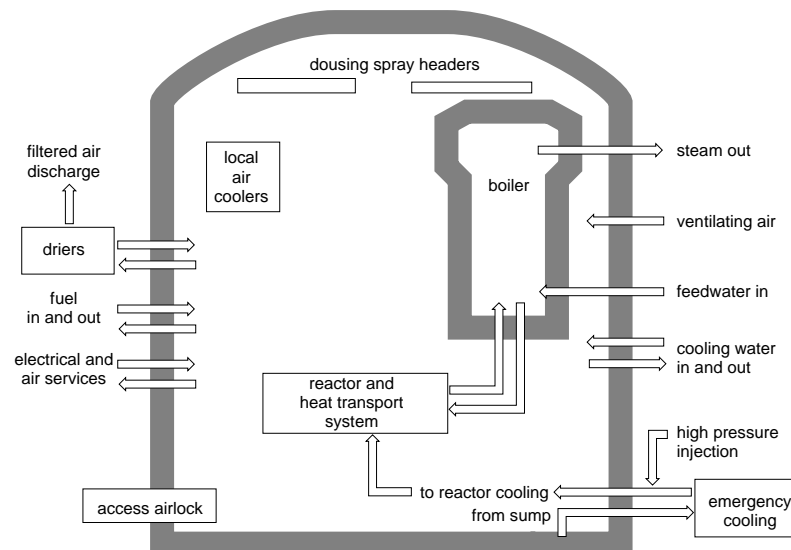 dousing spray headers
filtered air
discharge
local
air
coolers
boiler
steam out
ventilating air
driers
fuel
in and out
feedwater in
electrical and
air services
cooling water
in and out
reactor and
heat transport
system
high pressure
injection
access airlock
to reactor cooling
from sump
emergency
cooling